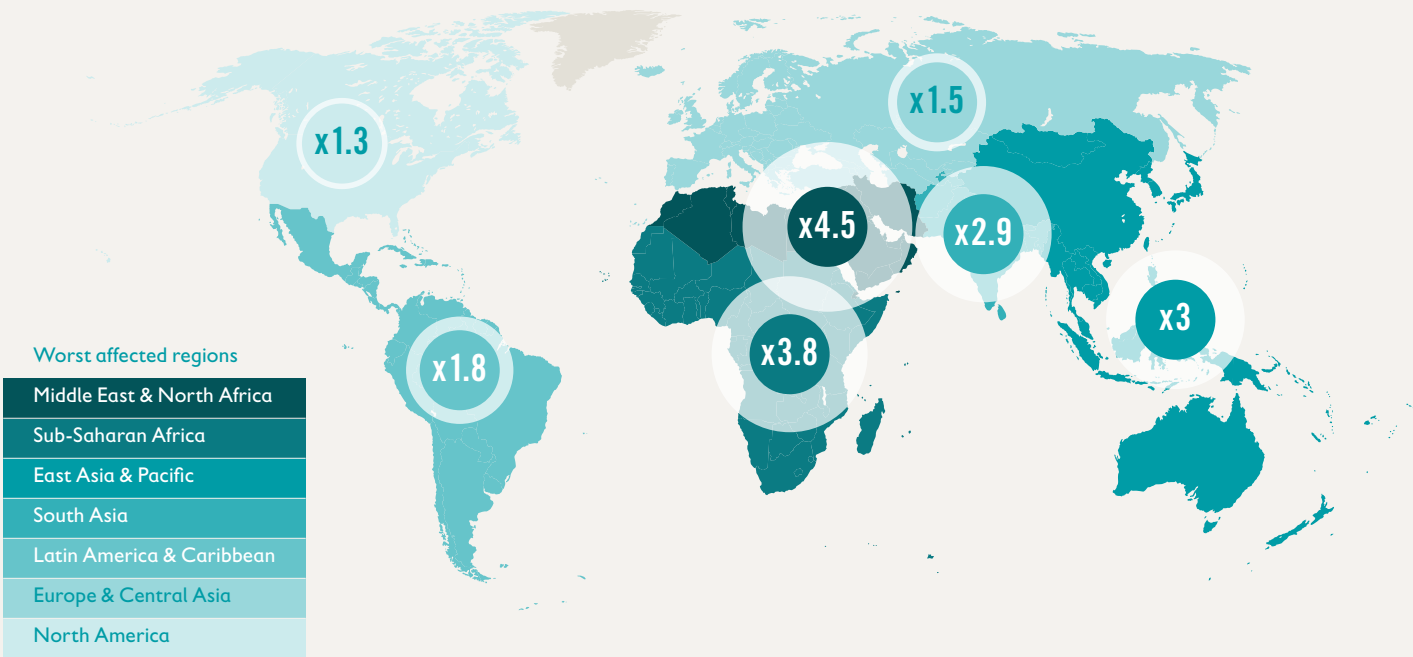 x1.3
x1.5
x4.5
x2.9
x3
x3.8
x1.8
Worst affected regions
Middle East & North Africa
Sub-Saharan Africa
East Asia & Pacific
South Asia
Latin America & Caribbean
Europe & Central Asia
North America